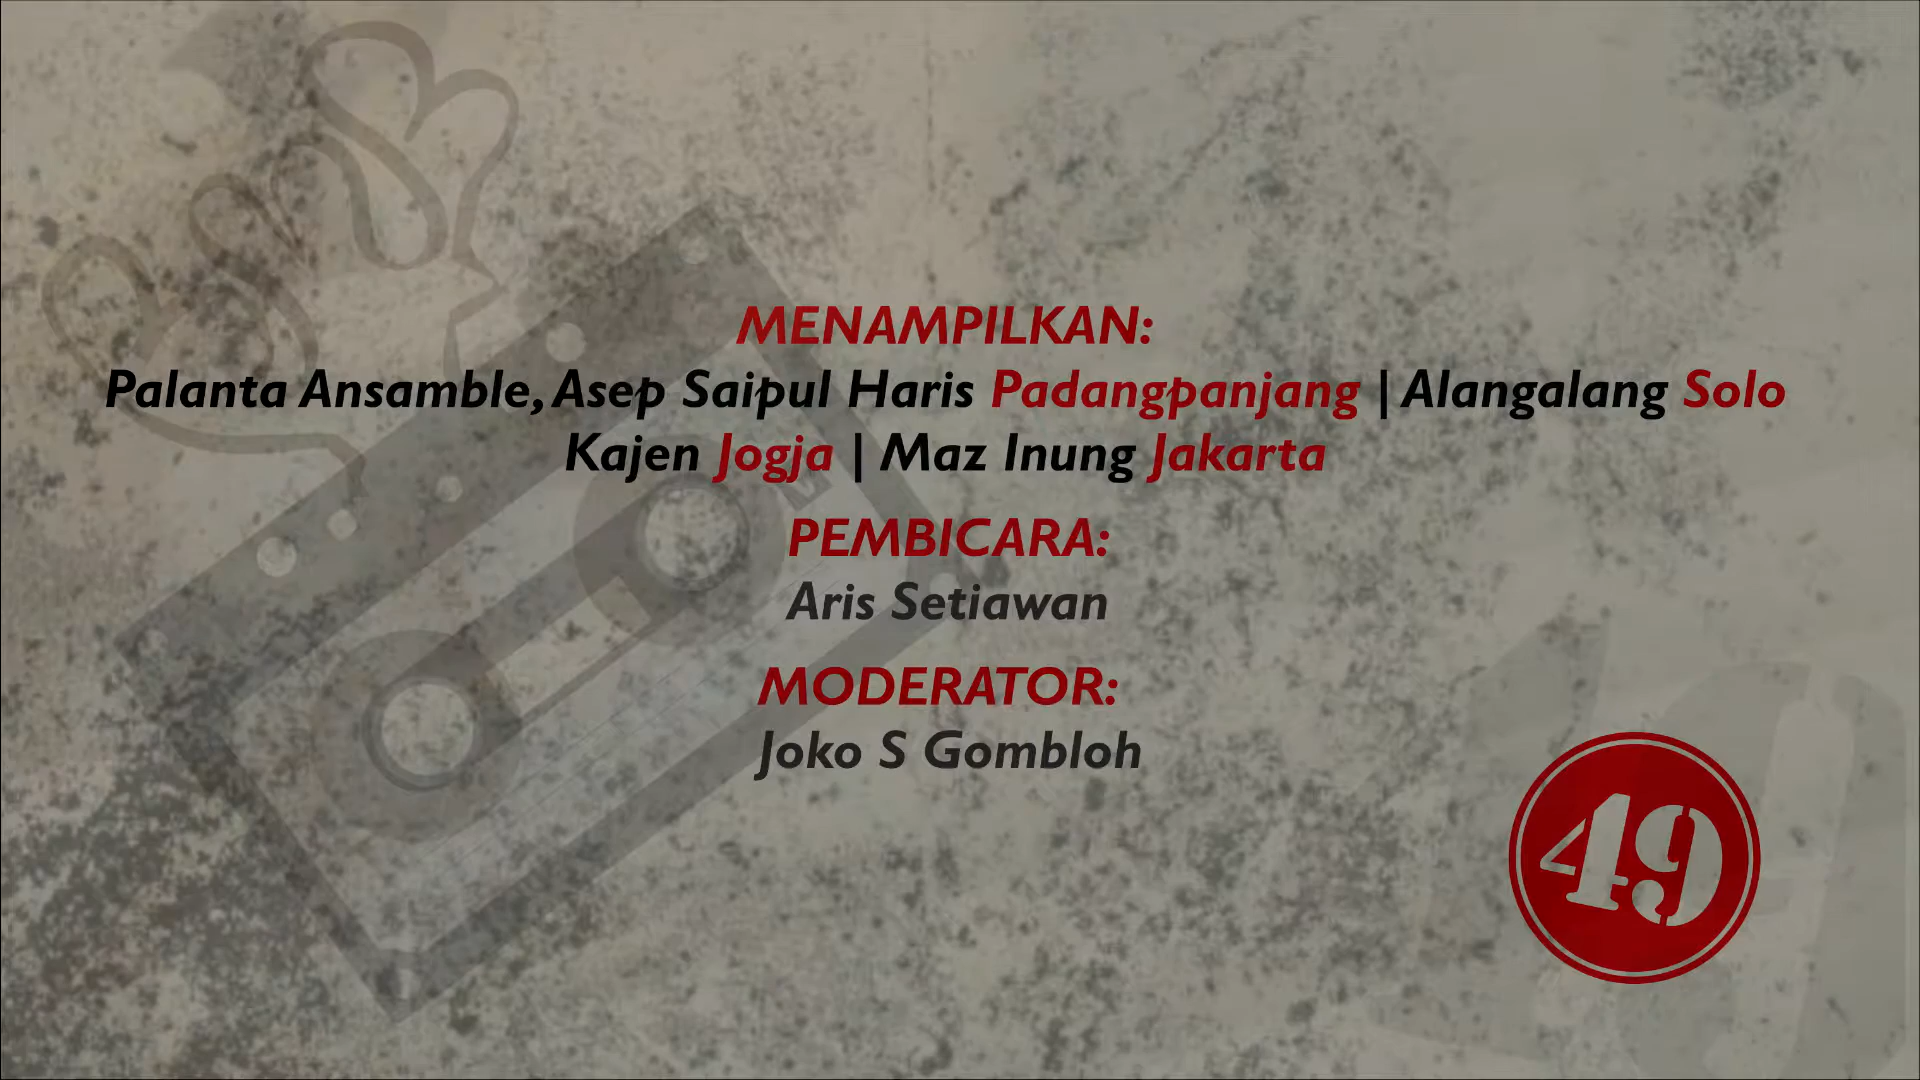 MENAMPILKAN:
Palanta Ansamble, Asep Saipul Haris Padangpanjang | Alangalang Solo
Kajen Jogja | Maz Inung Jakarta
PEMBICARA:
Aris Setiawan
MODERATOR:
Joko S Gombloh
49